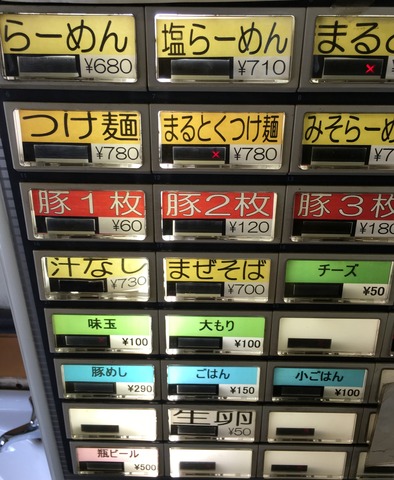 らーめん 塩らーめん まると
¥680 ¥710
つけ麺 まるとくつけ麺 みそらーめ
¥780 ¥780 ¥7
豚1枚 豚2枚 豚3枚
¥60 ¥120 ¥180
汁なし まぜそば チーズ
¥730 ¥700 ¥50
味玉 大もり
¥100 ¥100
豚めし ごはん 小ごはん
¥290 ¥150 ¥100
生卵
¥50
瓶ビール
¥500